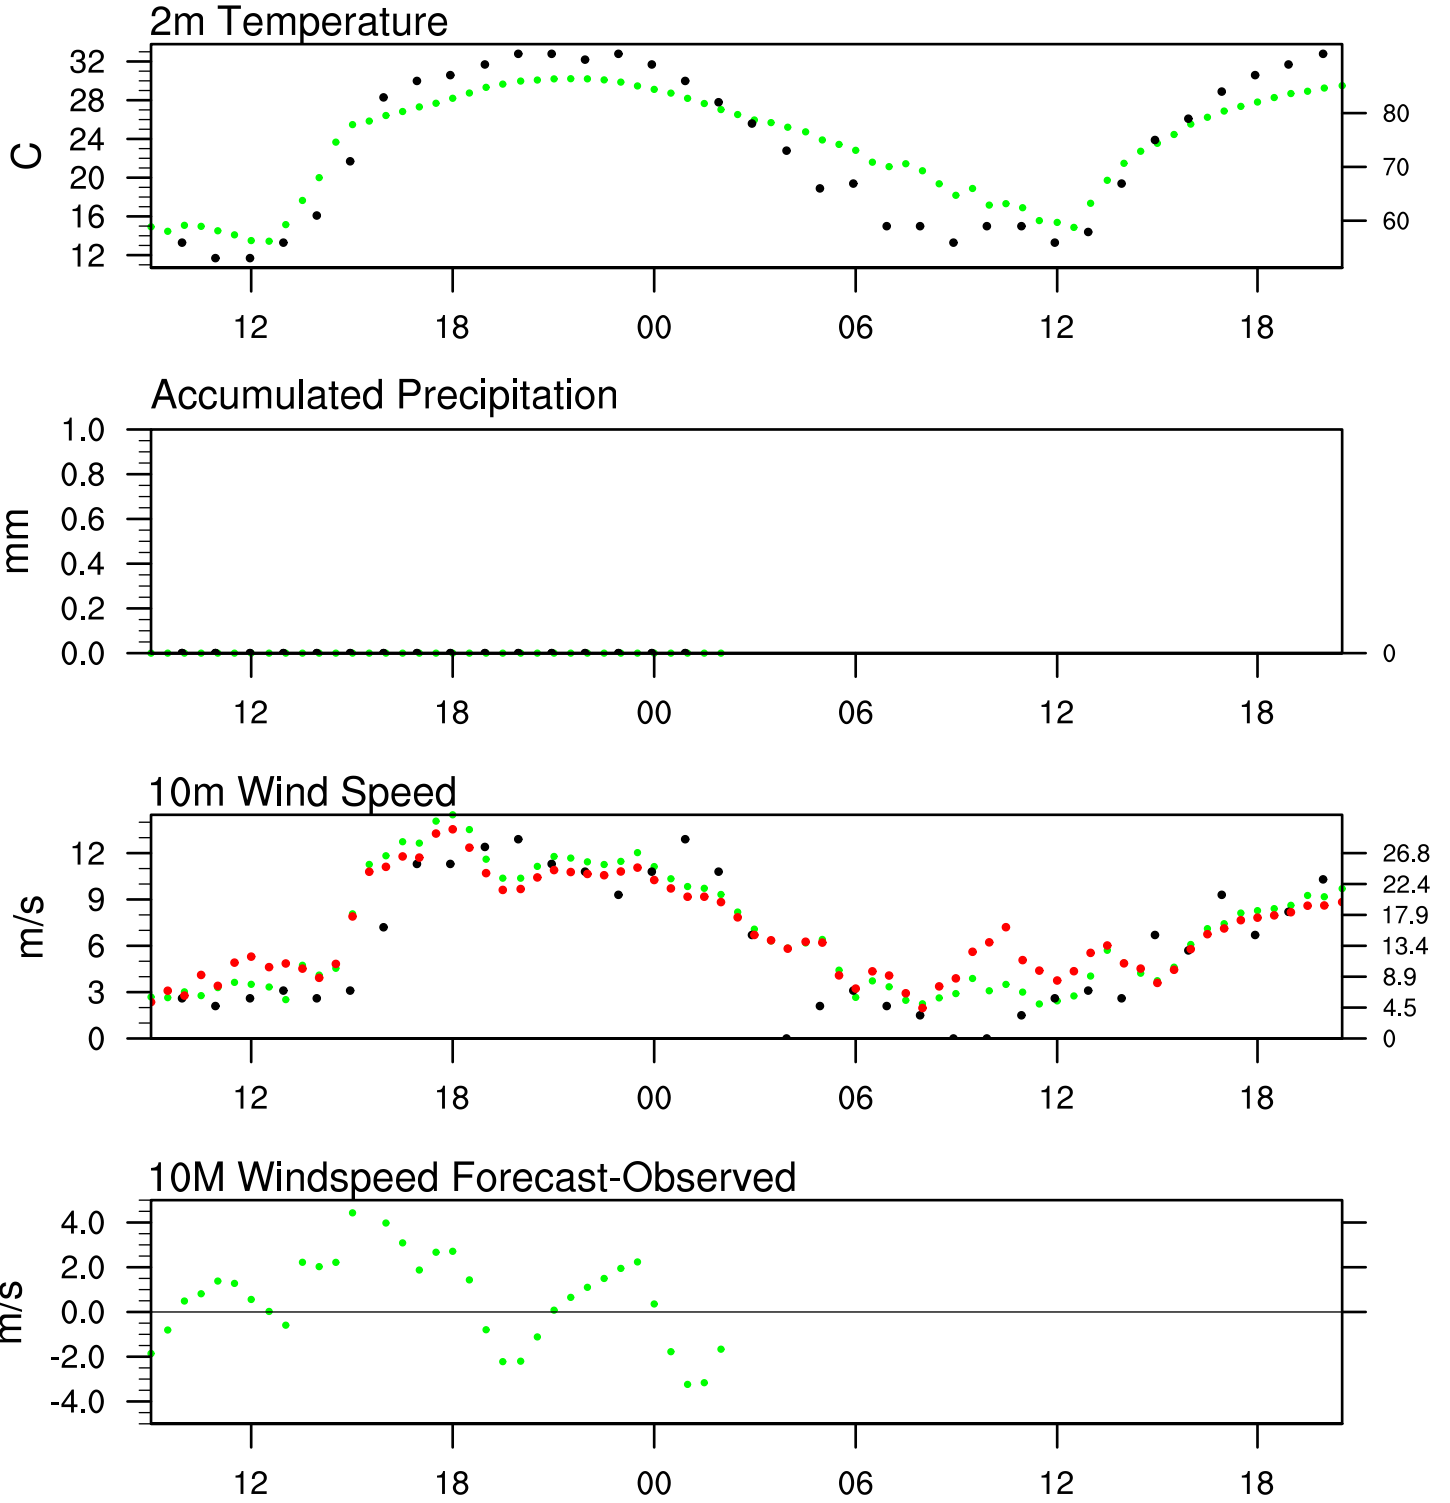 2m Temperature
32
28
24
20
16
12
C
80
70
60
12 18 00 06 12 18
Accumulated Precipitation
1.0
0.8
0.6
0.4
0.2
0.0
mm
0
12 18 00 06 12 18
10m Wind Speed
12
9
6
3
0
m/s
26.8
22.4
17.9
13.4
8.9
4.5
0
12 18 00 06 12 18
10M Windspeed Forecast-Observed
4.0
2.0
0.0
-2.0
-4.0
m/s
12 18 00 06 12 18